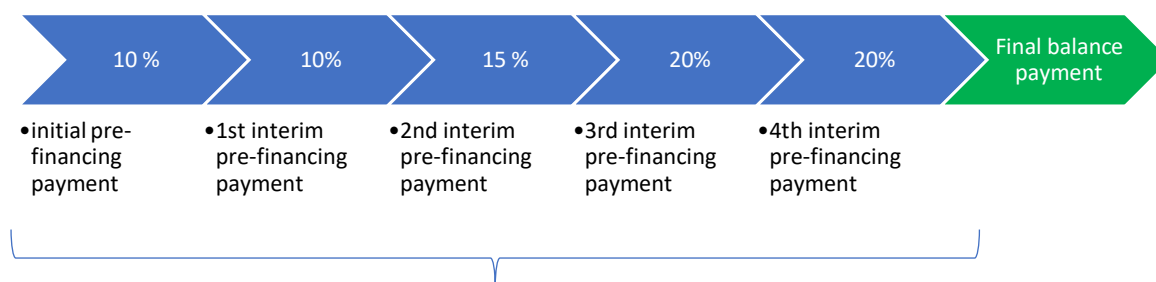 10 %
10%
15 %
20%
20%
Final balance
payment
•initial pre-
financing
payment
•1st interim
pre-financing
payment
•2nd interim
pre-financing
payment
•3rd interim
pre-financing
payment
•4th interim
pre-financing
payment